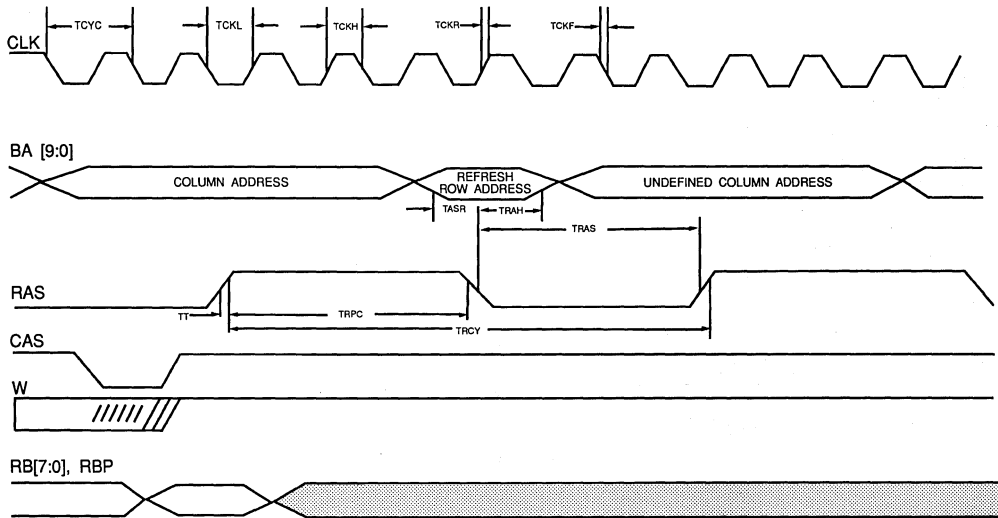 TCYC TCKL TCKH TCKR TCKF
CLK
BA [9:0]
COLUMN ADDRESS
REFRESH
ROW ADDRESS
UNDEFINED COLUMN ADDRESS
TASR TRAH
TRAS
RAS
TT
TRPC
TRCY
CAS
W
RB[7:0], RBP